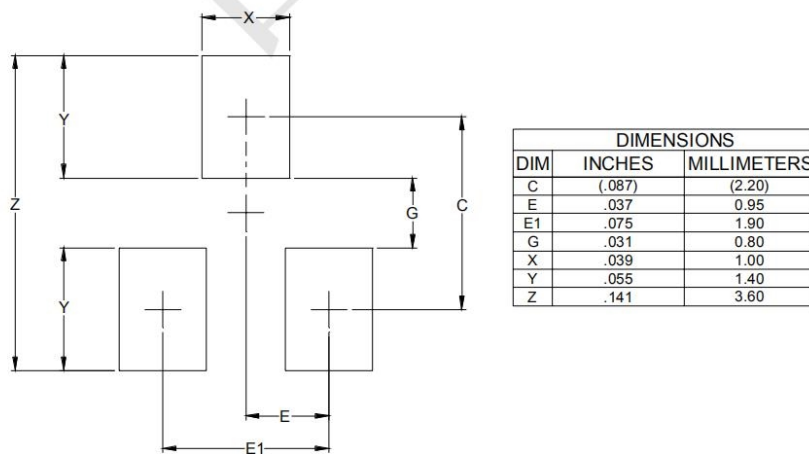 X
Y
Z
G
C
Y
E
E1
DIMENSIONS
DIM INCHES MILLIMETERS
C (.087) (2.20)
E .037 0.95
E1 .075 1.90
G .031 0.80
X .039 1.00
Y .055 1.40
Z .141 3.60